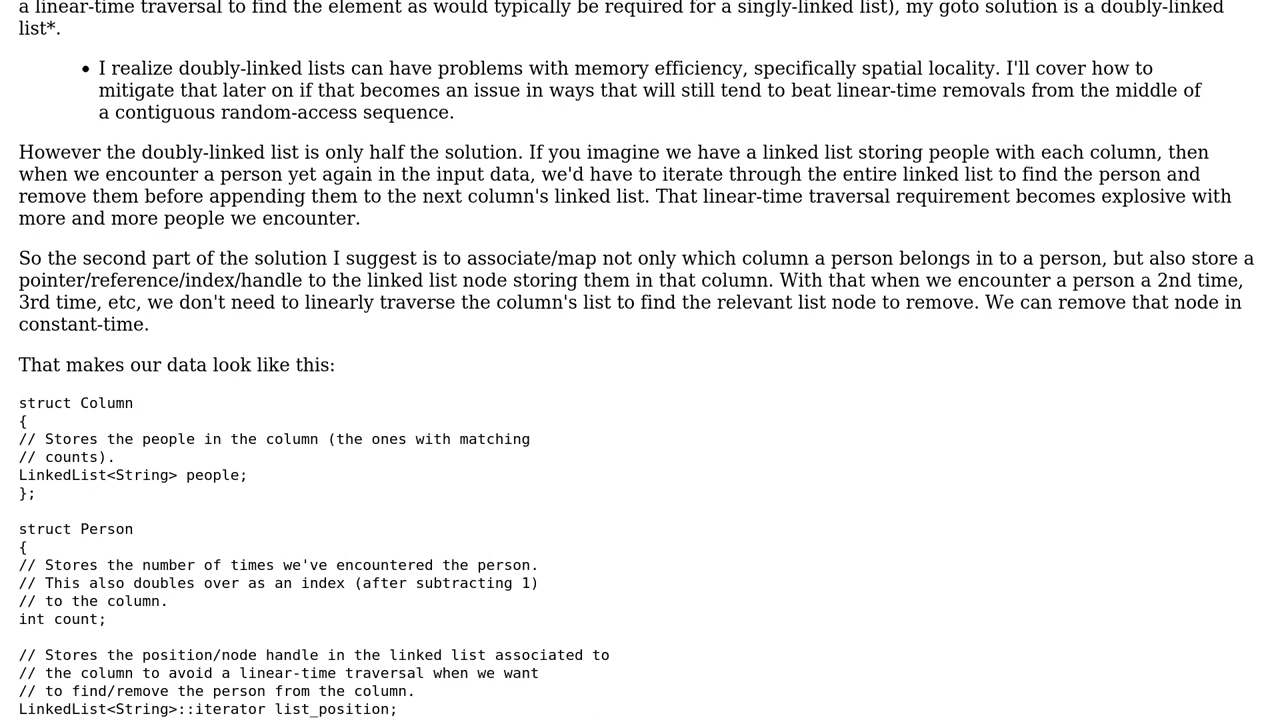 a linear-time traversal to find the element as would typically be required for a singly-linked list), my goto solution is a doubly-linked
list*.
• I realize doubly-linked lists can have problems with memory efficiency, specifically spatial locality. I'll cover how to
mitigate that later on if that becomes an issue in ways that will still tend to beat linear-time removals from the middle of
a contiguous random-access sequence.
However the doubly-linked list is only half the solution. If you imagine we have a linked list storing people with each column, then
when we encounter a person yet again in the input data, we'd have to iterate through the entire linked list to find the person and
remove them before appending them to the next column's linked list. That linear-time traversal requirement becomes explosive with
more and more people we encounter.
So the second part of the solution I suggest is to associate/map not only which column a person belongs in to a person, but also store a
pointer/reference/index/handle to the linked list node storing them in that column. With that when we encounter a person a 2nd time,
3rd time, etc, we don't need to linearly traverse the column's list to find the relevant list node to remove. We can remove that node in
constant-time.
That makes our data look like this:
struct Column
{
// Stores the people in the column (the ones with matching
// counts).
LinkedList<String> people;
};
struct Person
{
// Stores the number of times we've encountered the person.
// This also doubles over as an index (after subtracting 1)
// to the column.
int count;
// Stores the position/node handle in the linked list associated to
// the column to avoid a linear-time traversal when we want
// to find/remove the person from the column.
LinkedList<String>::iterator list_position;